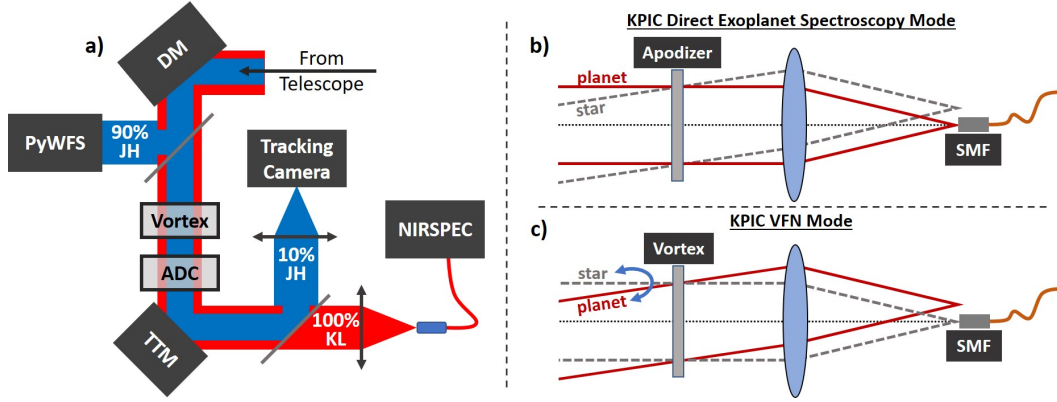 a)
DM
From
Telescope
PyWFS
90%
JH
Tracking
Camera
Vortex
ADC
10%
JH
NIRSPEC
TTM
100%
KL
KPIC Direct Exoplanet Spectroscopy Mode
b)
Apodizer
planet
star
SMF
KPIC VFN Mode
c)
Vortex
star
planet
SMF